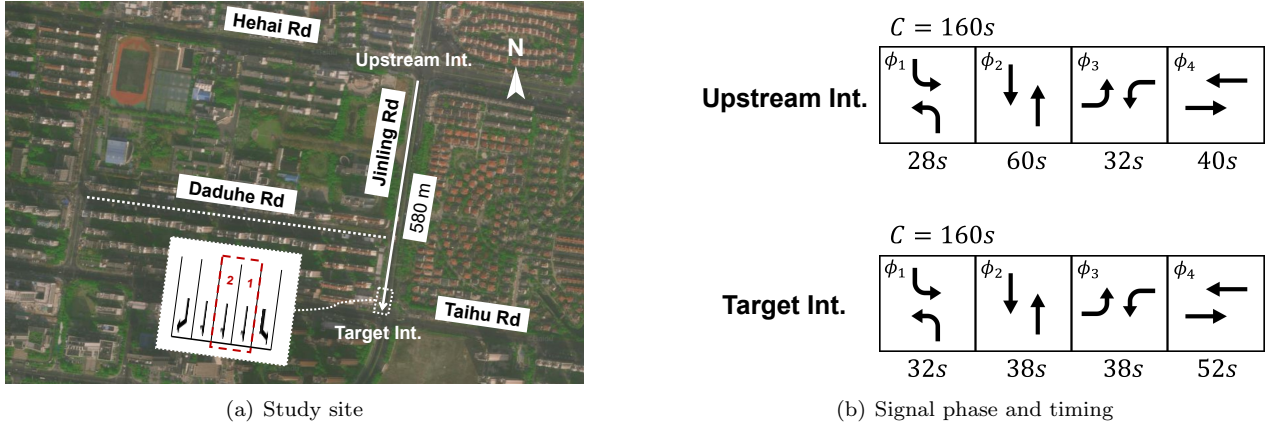 Hehai Rd
Upstream Int.
N
Jinling Rd
580 m
Daduhe Rd
2 1
Taihu Rd
Target Int.
(a) Study site
C = 160s
Upstream Int.
ϕ1 ϕ2 ϕ3 ϕ4
28s 60s 32s 40s
C = 160s
Target Int.
ϕ1 ϕ2 ϕ3 ϕ4
32s 38s 38s 52s
(b) Signal phase and timing